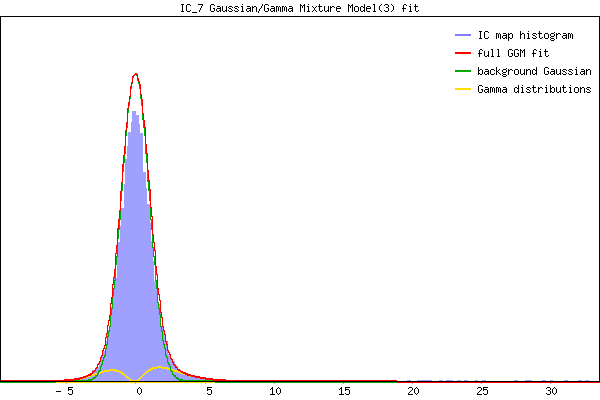 IC_7 Gaussian/Gamma Mixture Model(3) fit
IC map histogram
full GGM fit
background Gaussian
Gamma distributions
-5 0 5 10 15 20 25 30